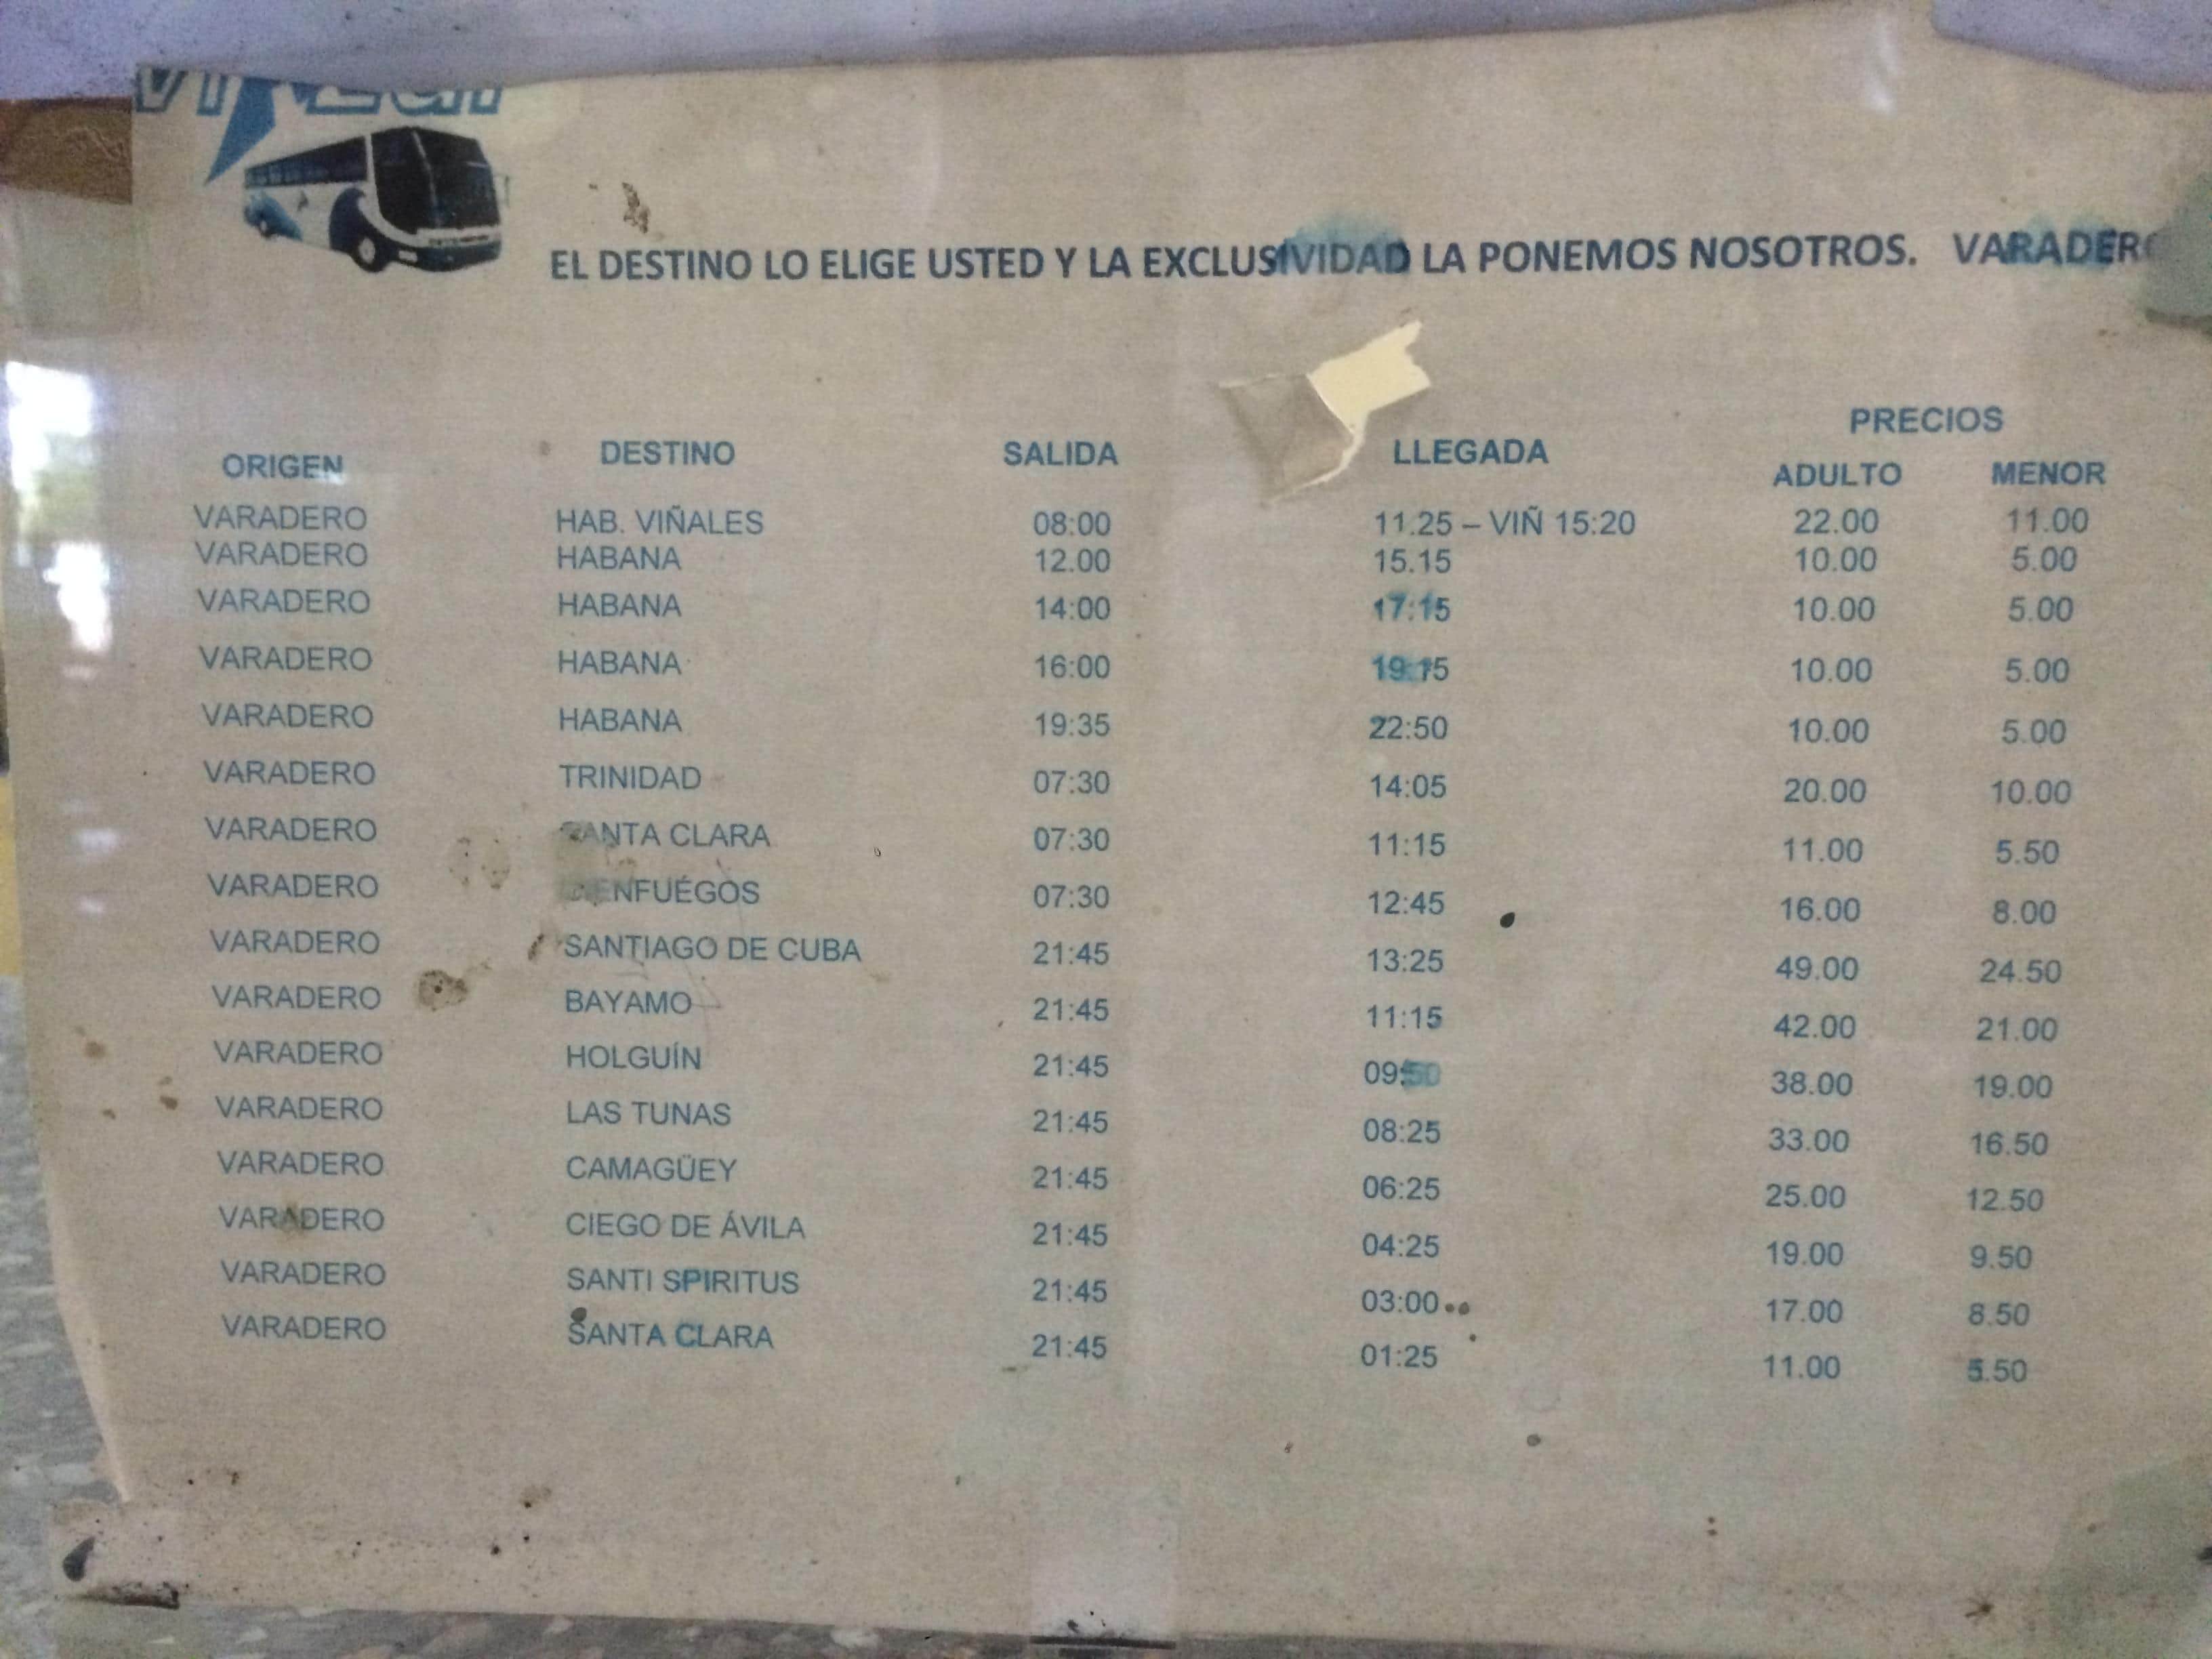 EL DESTINO LO ELIGE USTED Y LA EXCLUSIVIDAD LA PONEMOS NOSOTROS. VARADERO
PRECIOS
ORIGEN DESTINO SALIDA LLEGADA ADULTO MENOR
VARADERO HAB. VIÑALES 08:00 11.25 – VIÑ 15:20 22.00 11.00
VARADERO HABANA 12.00 15.15 10.00 5.00
VARADERO HABANA 14:00 17:15 10.00 5.00
VARADERO HABANA 16:00 19:15 10.00 5.00
VARADERO HABANA 19:35 22:50 10.00 5.00
VARADERO TRINIDAD 07:30 14:05 20.00 10.00
VARADERO SANTA CLARA 07:30 11:15 11.00 5.50
VARADERO CIENFUEGOS 07:30 12:45 16.00 8.00
VARADERO SANTIAGO DE CUBA 21:45 13:25 49.00 24.50
VARADERO BAYAMO 21:45 11:15 42.00 21.00
VARADERO HOLGUÍN 21:45 09:50 38.00 19.00
VARADERO LAS TUNAS 21:45 08:25 33.00 16.50
VARADERO CAMAGÜEY 21:45 06:25 25.00 12.50
VARADERO CIEGO DE ÁVILA 21:45 04:25 19.00 9.50
VARADERO SANTI SPIRITUS 21:45 03:00 17.00 8.50
VARADERO SANTA CLARA 21:45 01:25 11.00 5.50